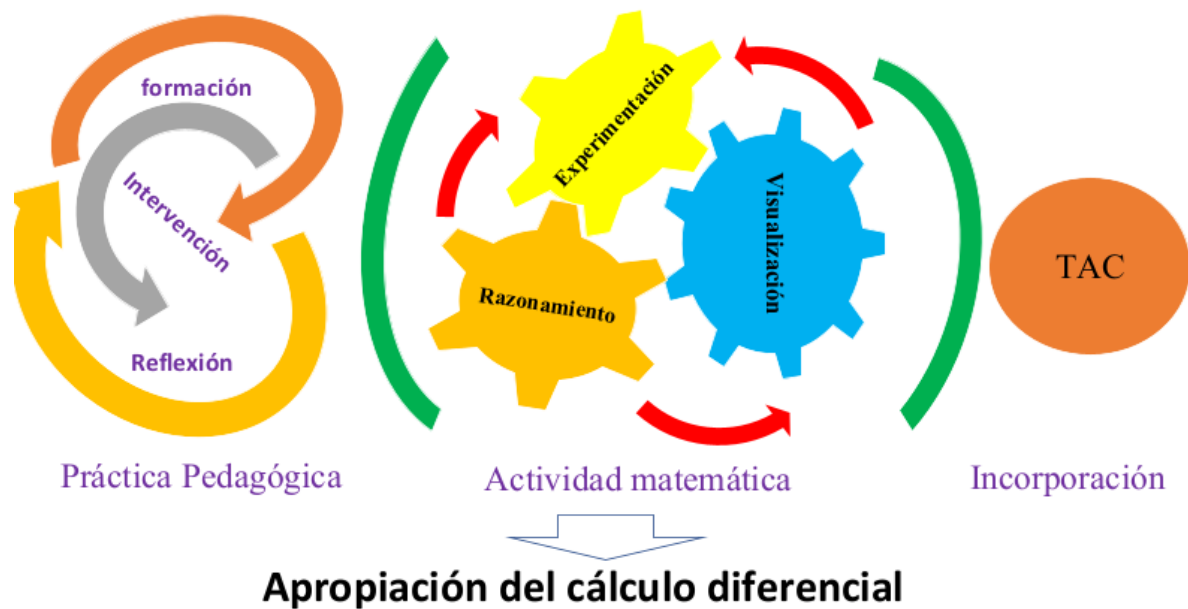 formación
Intervención
Reflexión
Práctica Pedagógica
Experimentación
Razonamiento
Visualización
Actividad matemática
TAC
Incorporación
Apropiación del cálculo diferencial